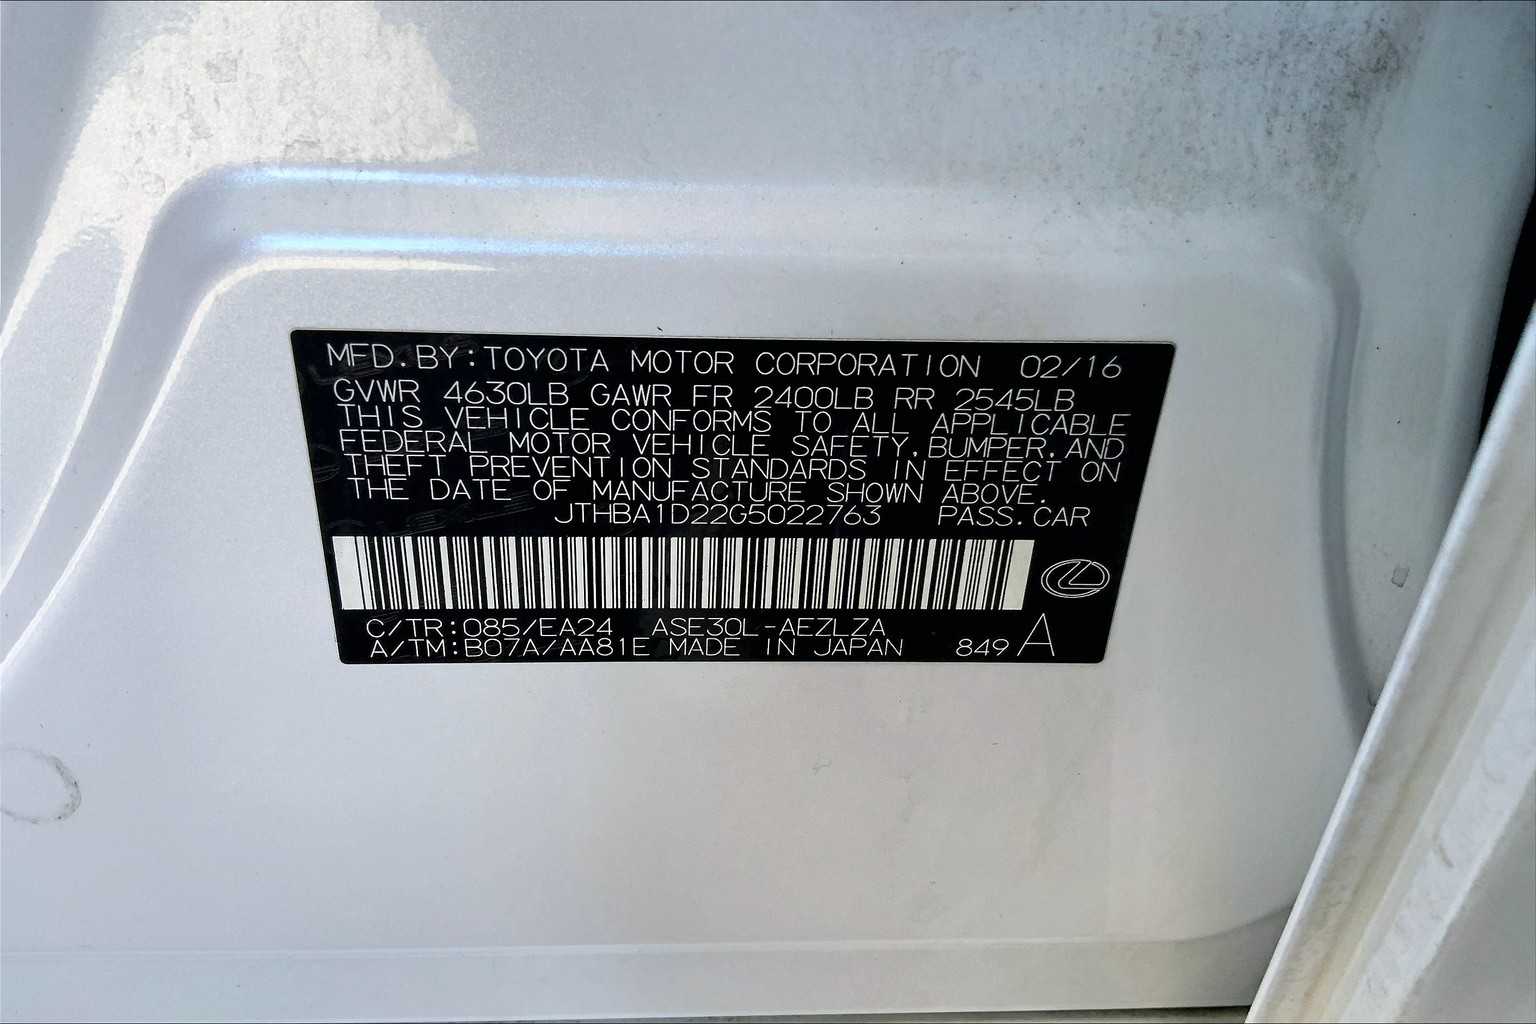 MFD.BY:TOYOTA MOTOR CORPORATION 02/16
GVWR 4630LB GAWR FR 2400LB RR 2545LB
THIS VEHICLE CONFORMS TO ALL APPLICABLE
FEDERAL MOTOR VEHICLE SAFETY,BUMPER,AND
THEFT PREVENTION STANDARDS IN EFFECT ON
THE DATE OF MANUFACTURE SHOWN ABOVE.
JTHBA1D22G5022763 PASS.CAR
C/TR:085/EA24 ASE30L-AEZLZA
A/TM:B07A/AA81E MADE IN JAPAN 849 A